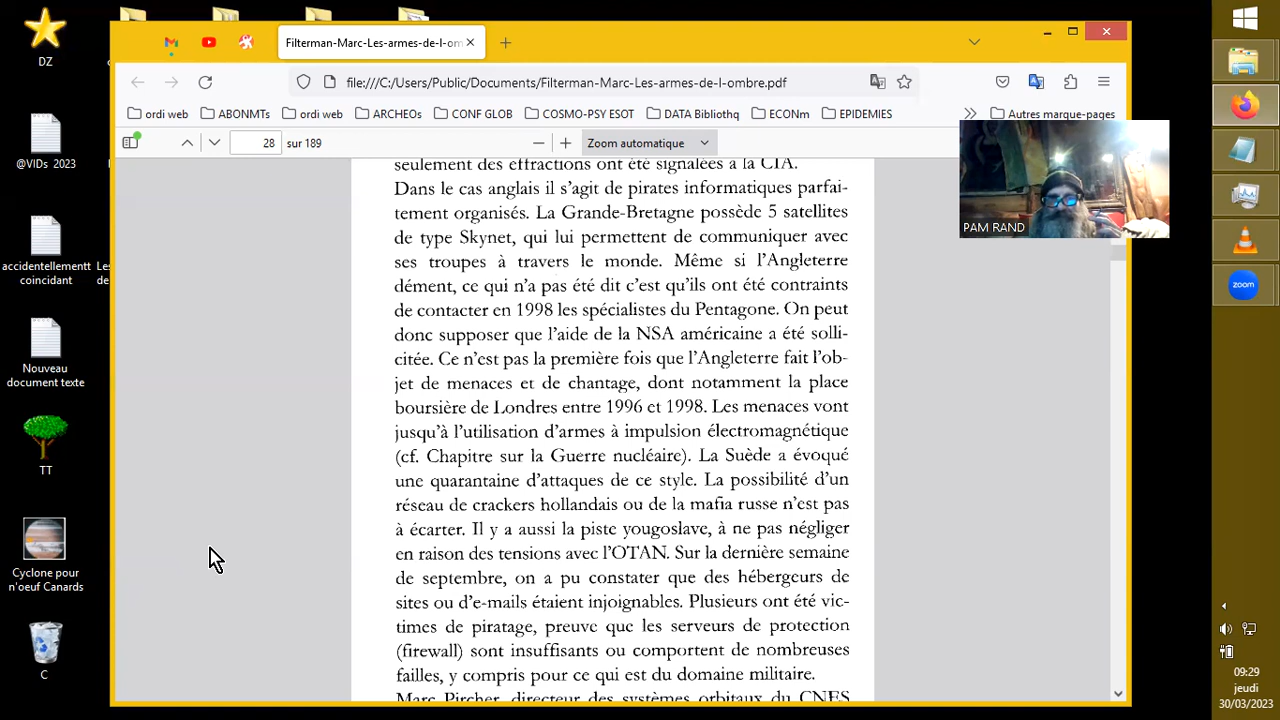 DZ
@VIDs 2023
accidentellementt
coincidant
Nouveau
document texte
TT
Cyclone pour
n'oeuf Canards
C
Filterman-Marc-Les-armes-de-l-om
file:///C:/Users/Public/Documents/Filterman-Marc-Les-armes-de-l-ombre.pdf
ordi web
ABONMTs
ARCHEOs
CONF GLOB
COSMO-PSY ESOT
DATA Bibliothq
ECONm
EPIDEMIES
Autres marque-pages
28 sur 189
Zoom automatique
seulement des effractions ont été signalées à la CIA.
Dans le cas anglais il s'agit de pirates informatiques parfai-
tement organisés. La Grande-Bretagne possède 5 satellites
de type Skynet, qui lui permettent de communiquer avec
ses troupes à travers le monde. Même si l'Angleterre
dément, ce qui n'a pas été dit c'est qu'ils ont été contraints
de contacter en 1998 les spécialistes du Pentagone. On peut
donc supposer que l'aide de la NSA américaine a été solli-
citée. Ce n'est pas la première fois que l'Angleterre fait l'ob-
jet de menaces et de chantage, dont notamment la place
boursière de Londres entre 1996 et 1998. Les menaces vont
jusqu'à l'utilisation d'armes à impulsion électromagnétique
(cf. Chapitre sur la Guerre nucléaire). La Suède a évoqué
une quarantaine d'attaques de ce style. La possibilité d'un
réseau de crackers hollandais ou de la mafia russe n'est pas
à écarter. Il y a aussi la piste yougoslave, à ne pas négliger
en raison des tensions avec l'OTAN. Sur la dernière semaine
de septembre, on a pu constater que des hébergeurs de
sites ou d'e-mails étaient injoignables. Plusieurs ont été vic-
times de piratage, preuve que les serveurs de protection
(firewall) sont insuffisants ou comportent de nombreuses
failles, y compris pour ce qui est du domaine militaire.
Marc Pircher, directeur des systèmes orbitaux du CNES
PAM RAND
zoom
09:29
jeudi
30/03/2023